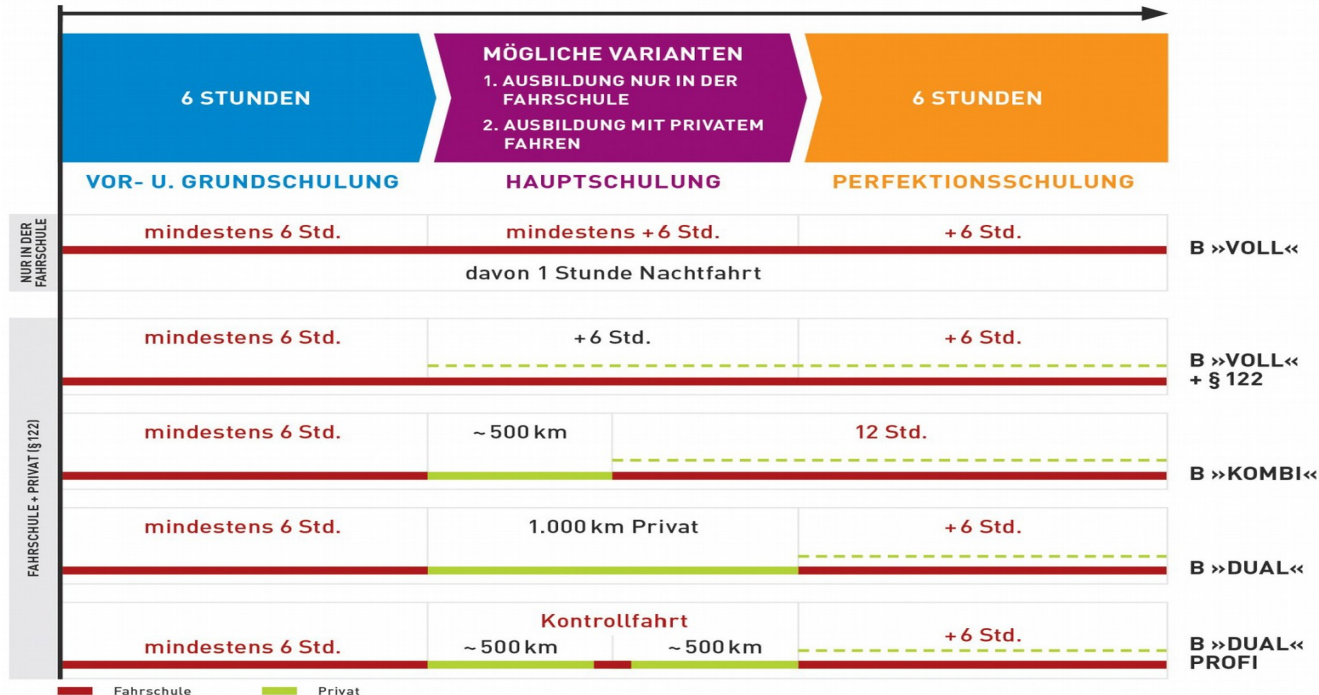 6 STUNDEN
MÖGLICHE VARIANTEN
1. AUSBILDUNG NUR IN DER
FAHRSCHULE
2. AUSBILDUNG MIT PRIVATEM
FAHREN
6 STUNDEN
VOR- U. GRUNDSCHULUNG
HAUPTSCHULUNG
PERFEKTIONSSCHULUNG
NUR IN DER
FAHRSCHULE
mindestens 6 Std.
mindestens +6 Std.
+6 Std.
davon 1 Stunde Nachtfahrt
B »VOLL«
FAHRSCHULE + PRIVAT (§122)
mindestens 6 Std.
+6 Std.
+6 Std.
B »VOLL«
+ § 122
mindestens 6 Std.
~500 km
12 Std.
B »KOMBI«
mindestens 6 Std.
1.000 km Privat
+6 Std.
B »DUAL«
Kontrollfahrt
mindestens 6 Std.
~500 km
~500 km
+6 Std.
B »DUAL«
PROFI
Fahrschule
Privat